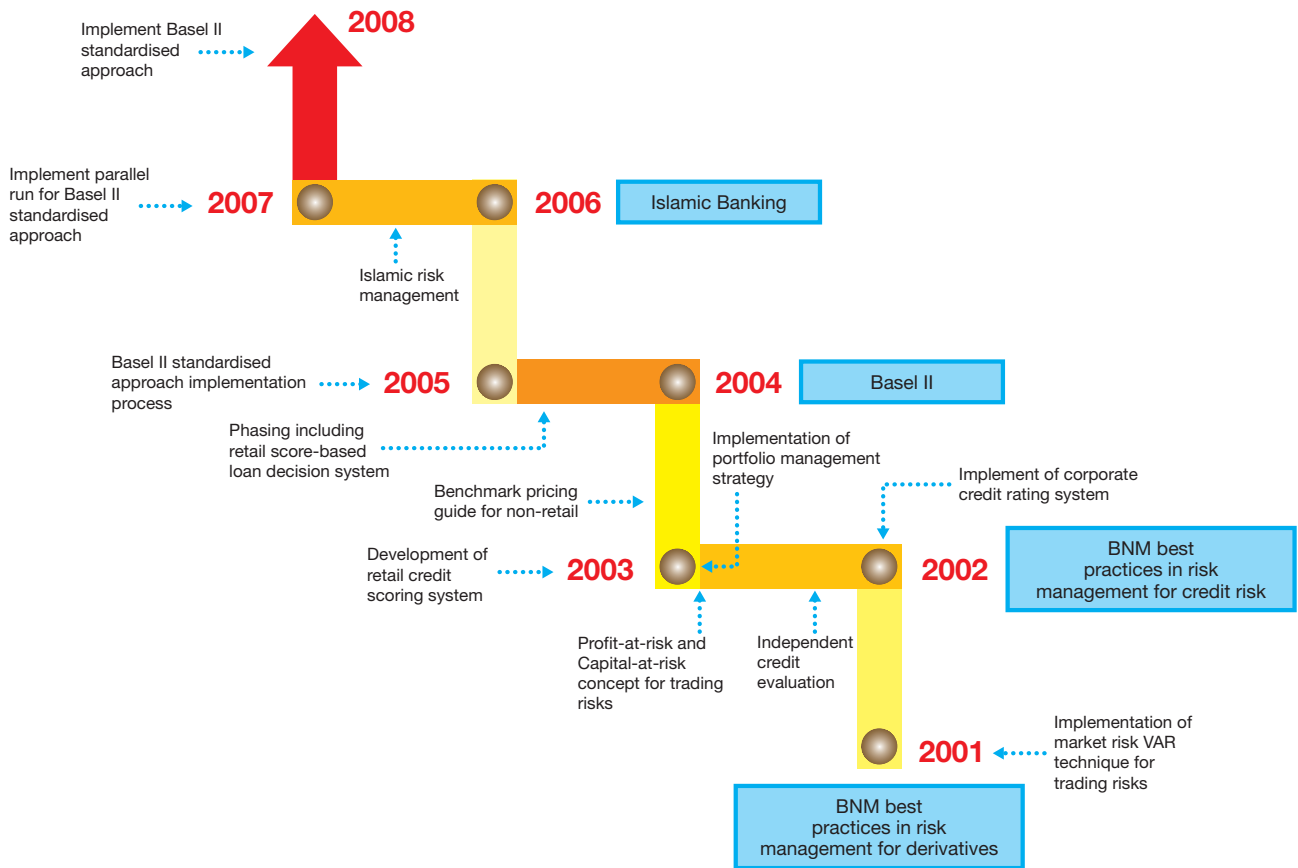 Implement Basel II
standardised
approach
2008
Implement parallel
run for Basel II
standardised
approach
2007
2006
Islamic Banking
Islamic risk
management
Basel II standardised
approach implementation
process
2005
2004
Basel II
Phasing including
retail score-based
loan decision system
Implementation of
portfolio management
strategy
Implement of corporate
credit rating system
Benchmark pricing
guide for non-retail
Development of
retail credit
scoring system
2003
2002
BNM best
practices in risk
management for credit risk
Profit-at-risk and
Capital-at-risk
concept for trading
risks
Independent
credit
evaluation
2001
Implementation of
market risk VAR
technique for
trading risks
BNM best
practices in risk
management for derivatives